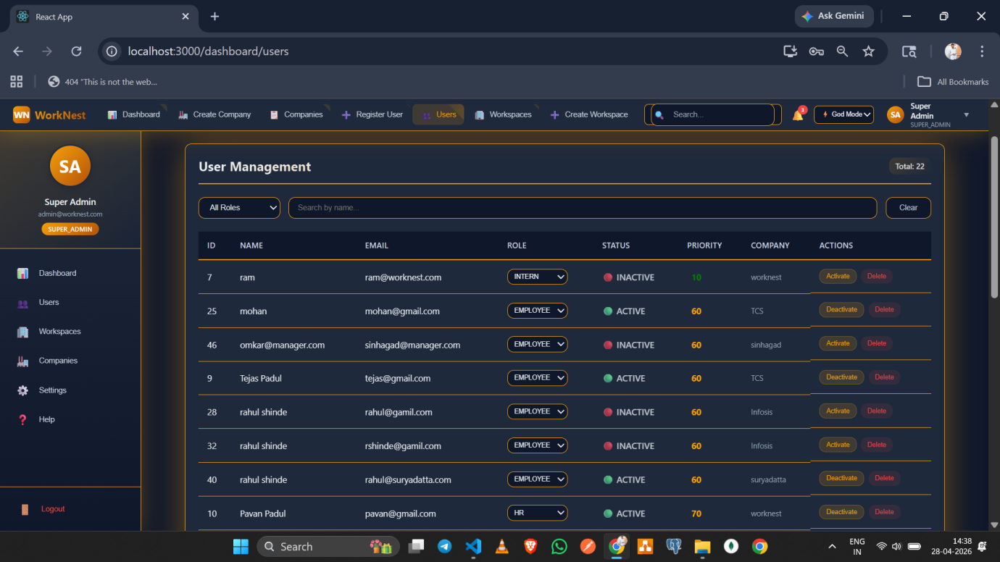 React App
Ask Gemini
localhost:3000/dashboard/users
404 "This is not the web...
All Bookmarks
WN WorkNest
Dashboard
Create Company
Companies
Register User
Users
Workspaces
Create Workspace
Search...
3
God Mode
SA
Super Admin
SUPER_ADMIN
SA
Super Admin
admin@worknest.com
SUPER_ADMIN
Dashboard
Users
Workspaces
Companies
Settings
Help
Logout
User Management
Total: 22
All Roles
Search by name...
Clear
ID NAME EMAIL ROLE STATUS PRIORITY COMPANY ACTIONS
7 ram ram@worknest.com INTERN INACTIVE 10 worknest Activate Delete
25 mohan mohan@gmail.com EMPLOYEE ACTIVE 60 TCS Deactivate Delete
46 omkar@manager.com sinhagad@manager.com EMPLOYEE INACTIVE 60 sinhagad Activate Delete
9 Tejas Padul tejas@gmail.com EMPLOYEE ACTIVE 60 TCS Deactivate Delete
28 rahul shinde rahul@gamil.com EMPLOYEE INACTIVE 60 Infosis Activate Delete
32 rahul shinde rshinde@gamil.com EMPLOYEE INACTIVE 60 Infosis Activate Delete
40 rahul shinde rahul@suryadatta.com EMPLOYEE ACTIVE 60 suryadatta Deactivate Delete
10 Pavan Padul pavan@gmail.com HR ACTIVE 70 worknest Deactivate Delete
Search
ENG
IN
14:38
28-04-2026